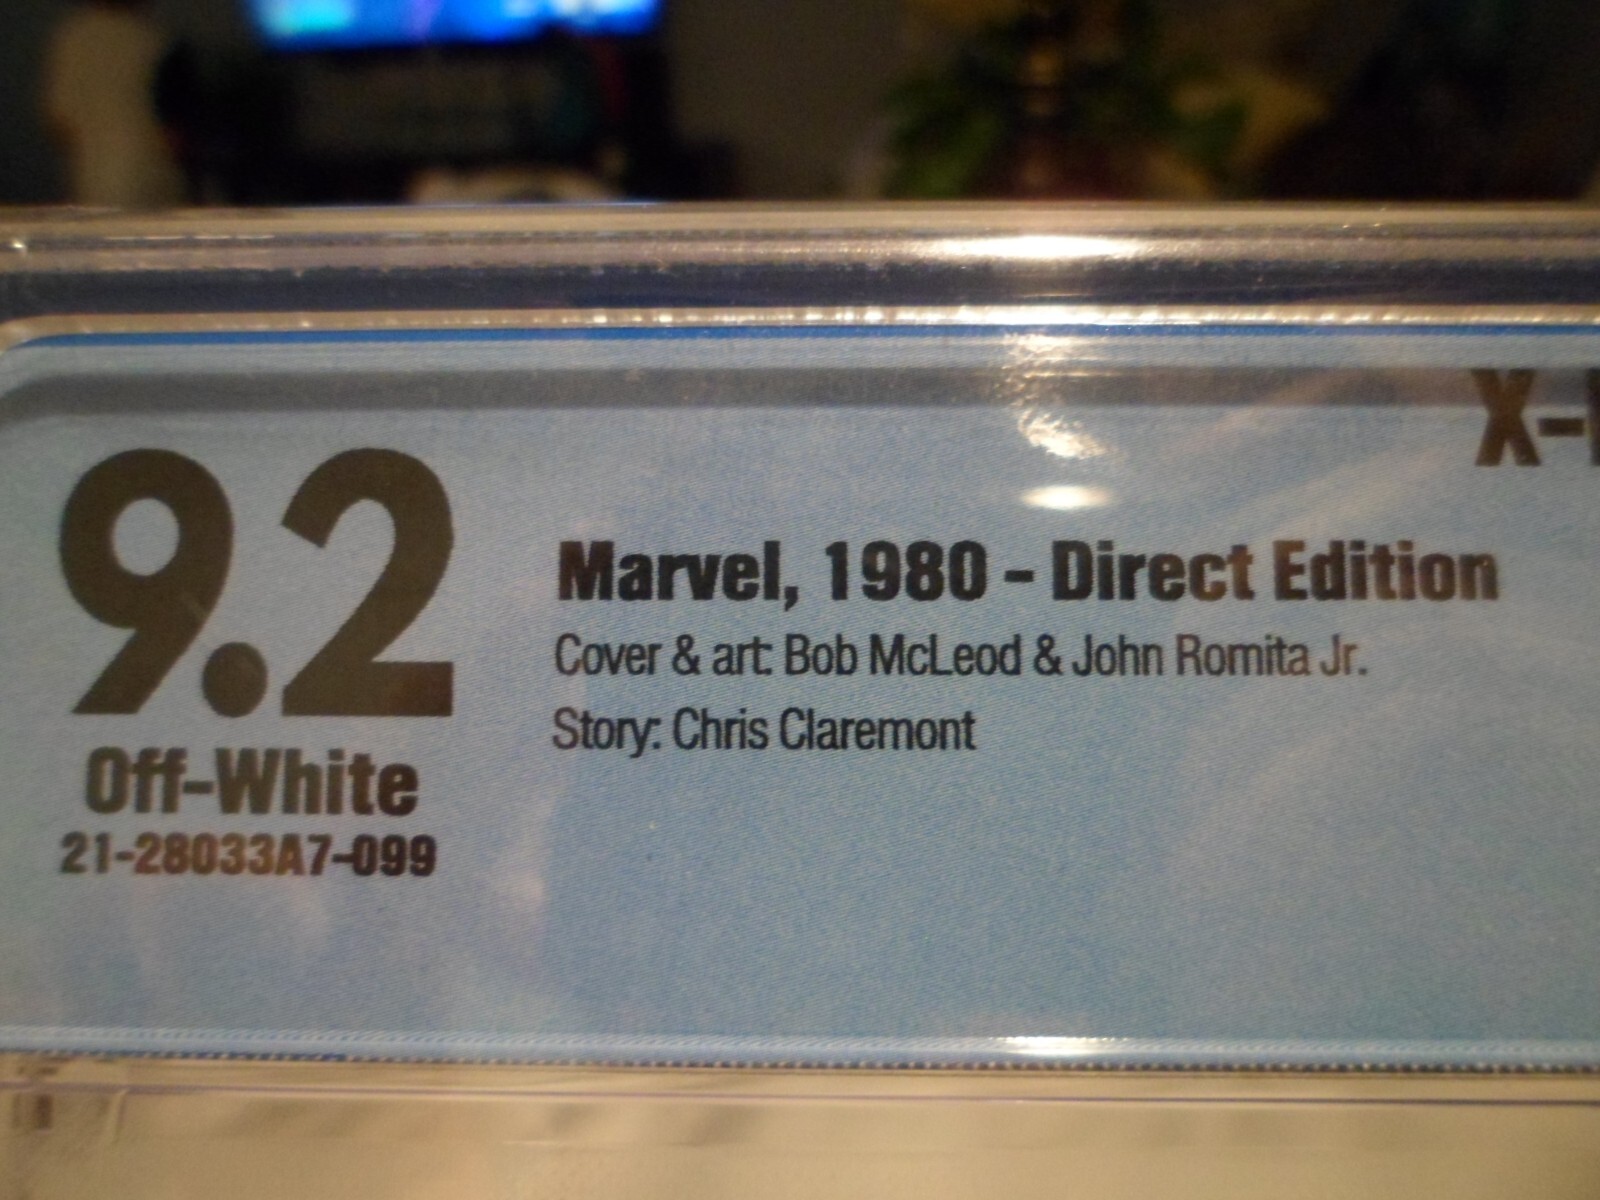 X-
9.2
Marvel, 1980 - Direct Edition
Cover & art: Bob McLeod & John Romita Jr.
Story: Chris Claremont
Off-White
21-28033A7-099